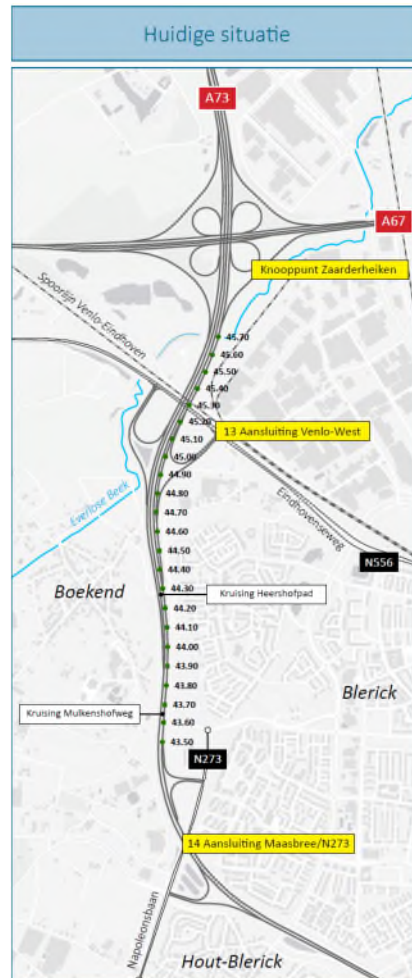 Huidige situatie
A73
A67
Knooppunt Zaarderheiken
Spoorlijn Venlo-Eindhoven
45.70
45.60
45.50
45.40
45.30
45.20
13 Aansluiting Venlo-West
45.10
45.00
44.90
44.80
Eindhovenseweg
44.70
Everlose Beek
44.60
44.50
N556
44.40
Boekend
44.30
Kruising Heershofpad
44.20
44.10
44.00
43.90
Blerick
43.80
43.70
Kruising Mulkenshofweg
43.60
43.50
N273
14 Aansluiting Maasbree/N273
Napoleonsbaan
Hout-Blerick